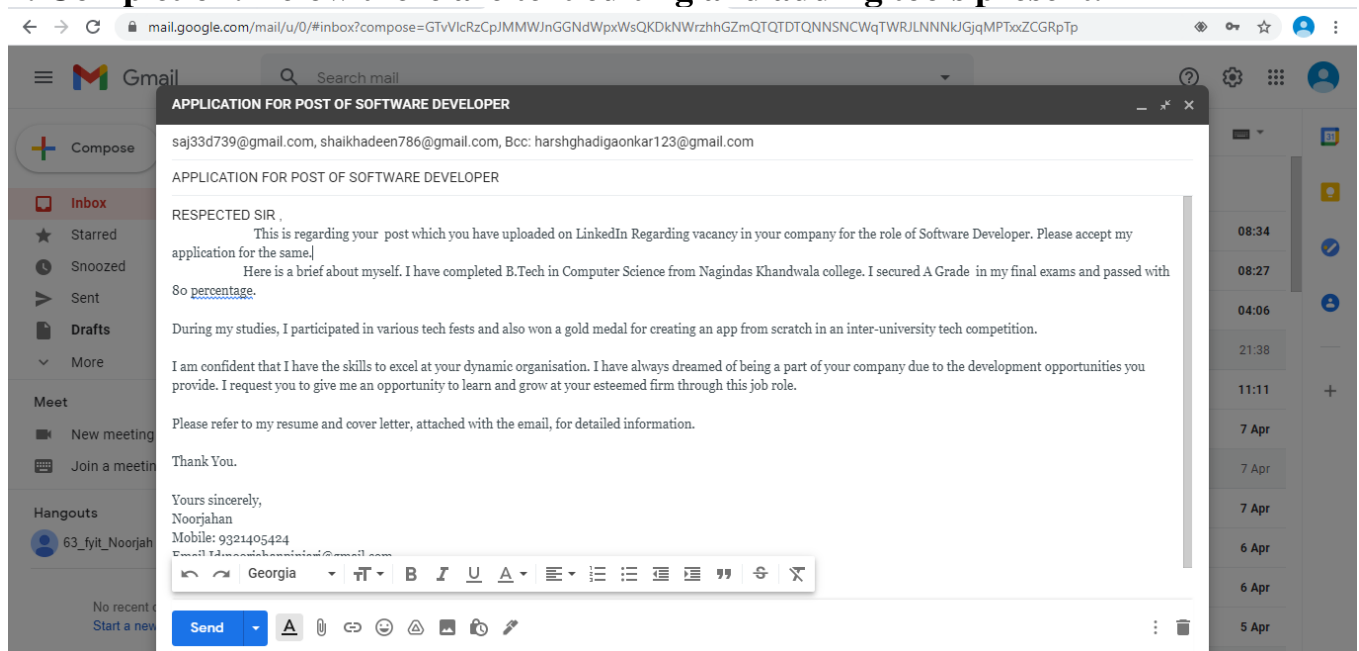 mail.google.com/mail/u/0/#inbox?compose=GTvVlcRzCpJMMWJnGGNdWpxWsQKDkNWrzhhGZmQTQTDTQNNSNCWqTWRJLNNNkJGjqMPTxxZCGRpTp
Gmail
Search mail
APPLICATION FOR POST OF SOFTWARE DEVELOPER
Compose
saj33d739@gmail.com, shaikhadeen786@gmail.com, Bcc: harshghadigaonkar123@gmail.com
APPLICATION FOR POST OF SOFTWARE DEVELOPER
Inbox
Starred
Snoozed
Sent
Drafts
More
Meet
New meeting
Join a meetin
Hangouts
63_fyit_Noorjah
No recent c
Start a new
RESPECTED SIR ,
This is regarding your post which you have uploaded on LinkedIn Regarding vacancy in your company for the role of Software Developer. Please accept my
application for the same.
Here is a brief about myself. I have completed B.Tech in Computer Science from Nagindas Khandwala college. I secured A Grade in my final exams and passed with
80 percentage.
During my studies, I participated in various tech fests and also won a gold medal for creating an app from scratch in an inter-university tech competition.
I am confident that I have the skills to excel at your dynamic organisation. I have always dreamed of being a part of your company due to the development opportunities you
provide. I request you to give me an opportunity to learn and grow at your esteemed firm through this job role.
Please refer to my resume and cover letter, attached with the email, for detailed information.
Thank You.
Yours sincerely,
Noorjahan
Mobile: 9321405424
Georgia
Send
08:34
08:27
04:06
21:38
11:11
7 Apr
7 Apr
7 Apr
6 Apr
6 Apr
5 Apr
31